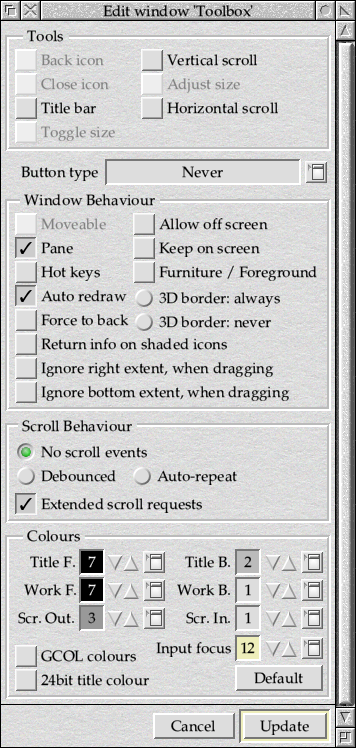 Edit window 'Toolbox'
Tools
Back icon Vertical scroll
Close icon Adjust size
Title bar Horizontal scroll
Toggle size
Button type Never
Window Behaviour
Moveable Allow off screen
Pane Keep on screen
Hot keys Furniture / Foreground
Auto redraw 3D border: always
Force to back 3D border: never
Return info on shaded icons
Ignore right extent, when dragging
Ignore bottom extent, when dragging
Scroll Behaviour
No scroll events
Debounced Auto-repeat
Extended scroll requests
Colours
Title F. 7 Title B. 2
Work F. 7 Work B. 1
Scr. Out. 3 Scr. In. 1
Input focus 12
GCOL colours
24bit title colour Default
Cancel Update